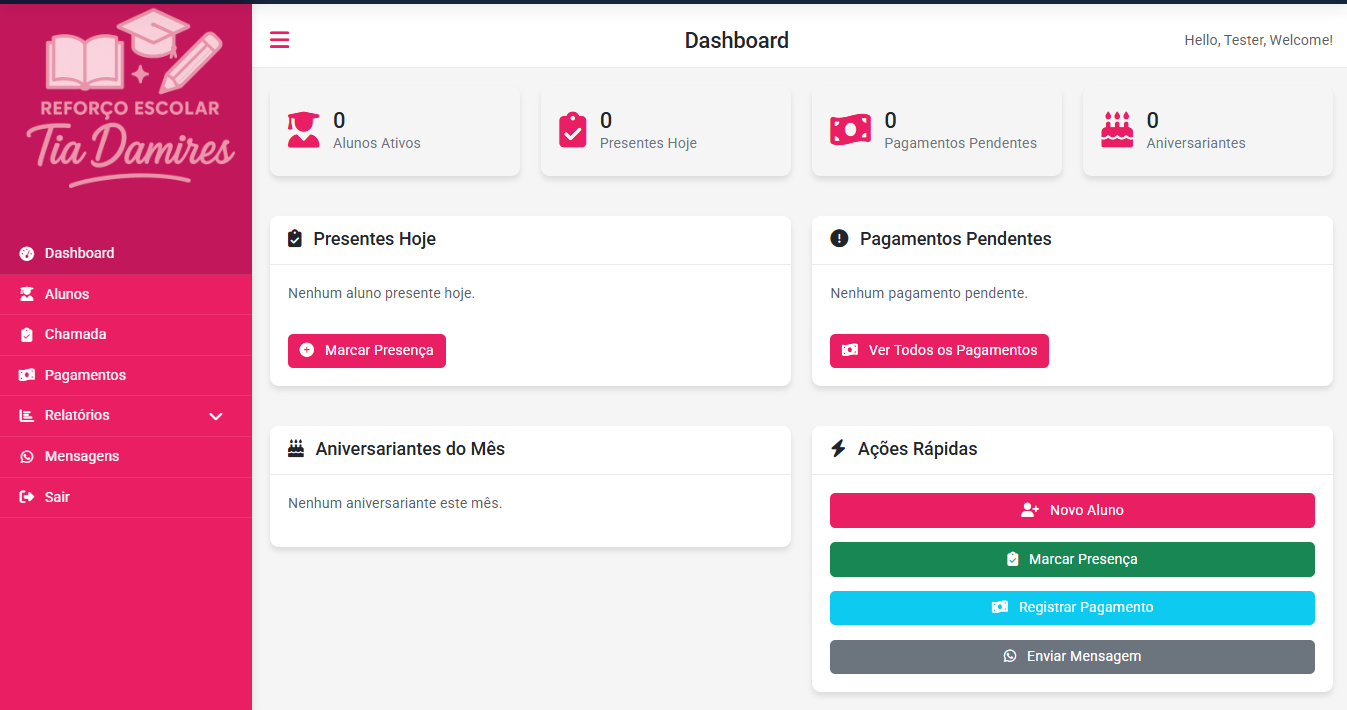 REFORÇO ESCOLAR
Tia Damires
Dashboard
Alunos
Chamada
Pagamentos
Relatórios
Mensagens
Sair
Dashboard
Hello, Tester, Welcome!
0
Alunos Ativos
0
Presentes Hoje
0
Pagamentos Pendentes
0
Aniversariantes
Presentes Hoje
Nenhum aluno presente hoje.
Marcar Presença
Pagamentos Pendentes
Nenhum pagamento pendente.
Ver Todos os Pagamentos
Aniversariantes do Mês
Nenhum aniversariante este mês.
Ações Rápidas
Novo Aluno
Marcar Presença
Registrar Pagamento
Enviar Mensagem